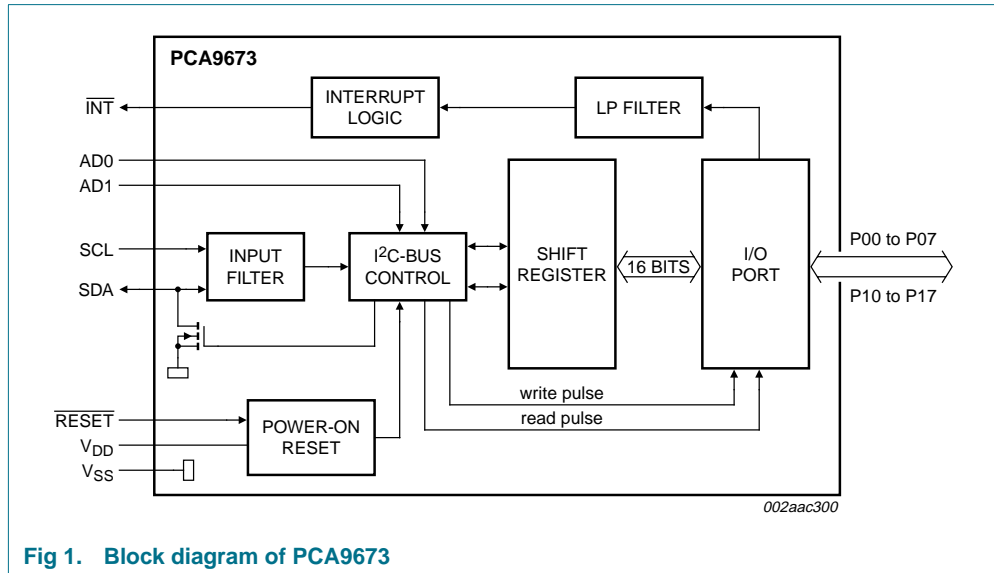 PCA9673
INT
INTERRUPT
LOGIC
LP FILTER
AD0
AD1
SCL
SDA
INPUT
FILTER
I²C-BUS
CONTROL
SHIFT
REGISTER
16 BITS
I/O
PORT
P00 to P07
P10 to P17
write pulse
read pulse
RESET
VDD
VSS
POWER-ON
RESET
002aac300
Fig 1. Block diagram of PCA9673